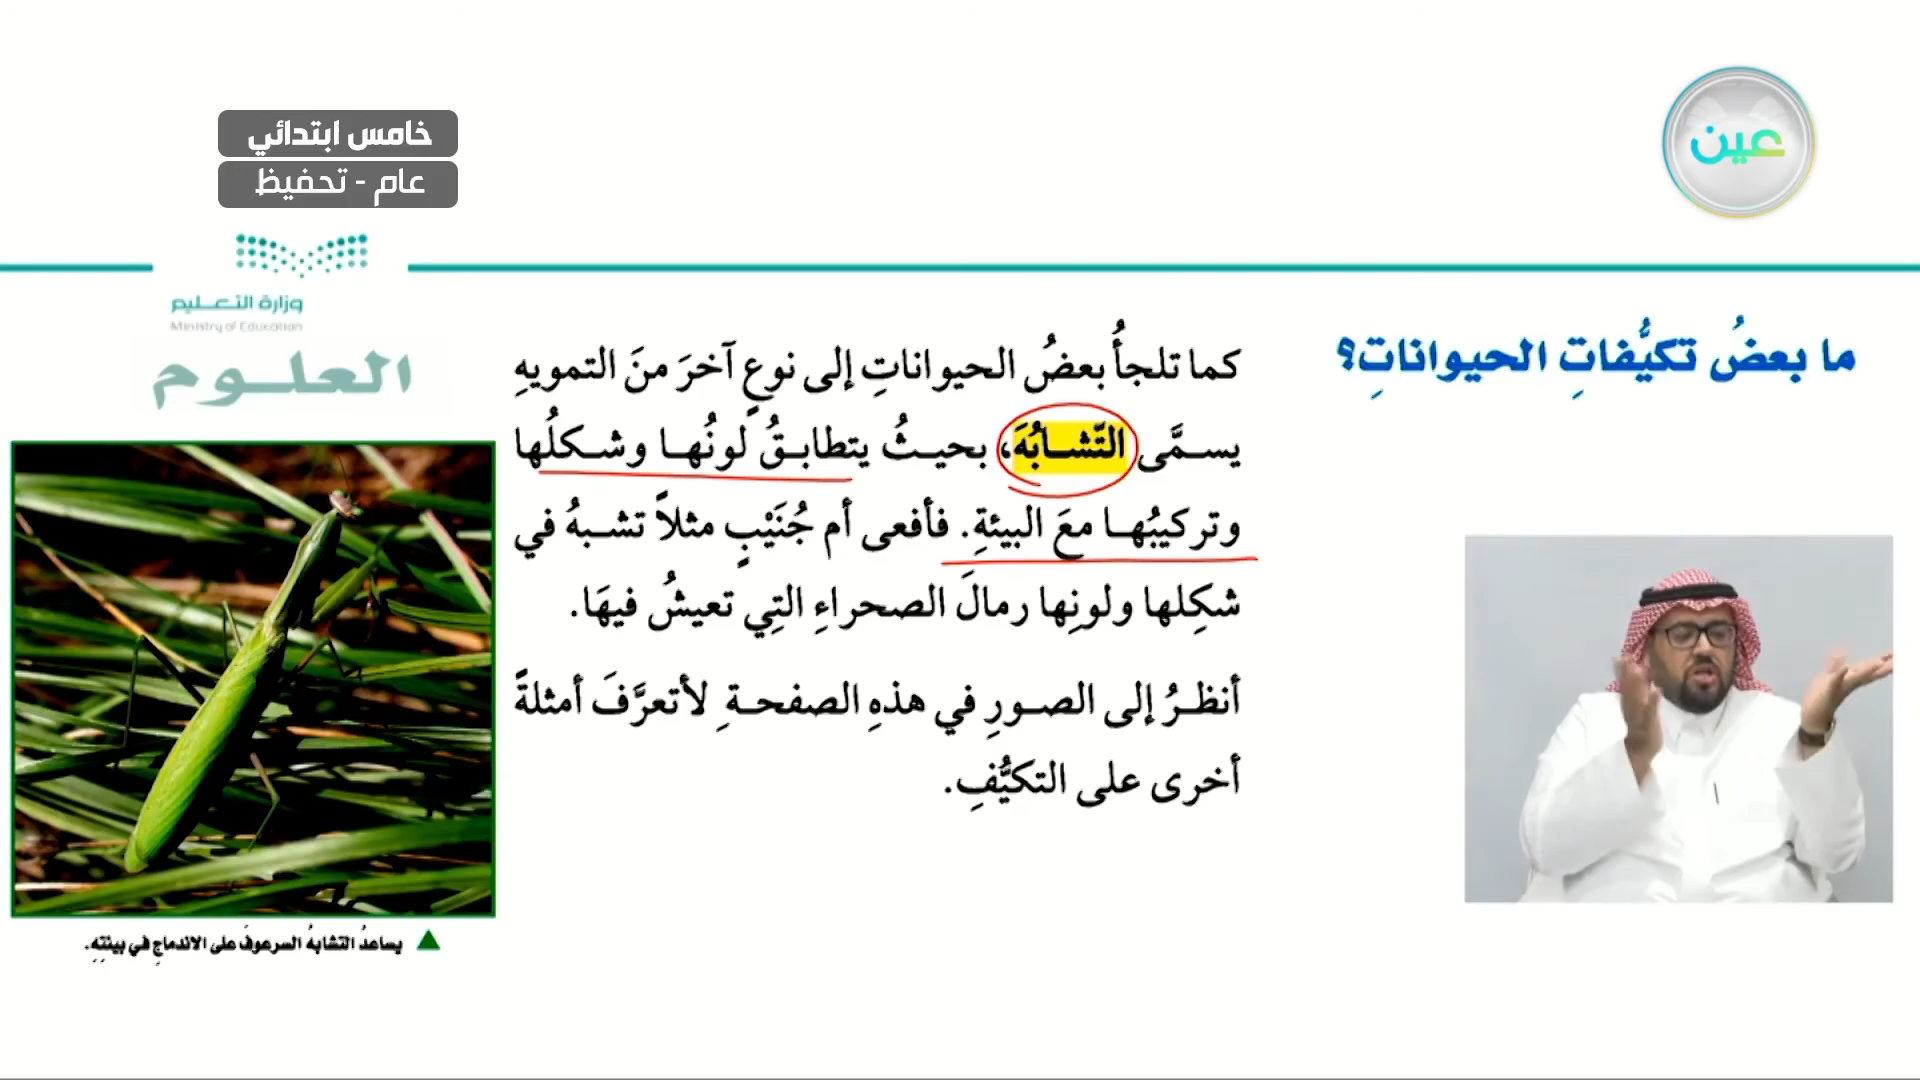 خامس ابتدائي
عام - تحفيظ
عين
وزارة التعليم
Ministry of Education
العلوم
ما بعضُ تكيُّفاتِ الحيواناتِ؟
كما تلجأُ بعضُ الحيواناتِ إلى نوعٍ آخرَ منَ التمويهِ
يسمَّى التّشابُهَ، بحيثُ يتطابقُ لونُها وشكلُها
وتركيبُها معَ البيئةِ. فأفعى أم جُنَيْبٍ مثلاً تشبهُ في
شكلِها ولونِها رمالَ الصحراءِ التِي تعيشُ فيهَا.
أنظرُ إلى الصورِ في هذهِ الصفحةِ لأتعرَّفَ أمثلةً
أخرى على التكيُّفِ.
يساعدُ التشابهُ السرعوفَ على الاندماجِ في بيئتِهِ.